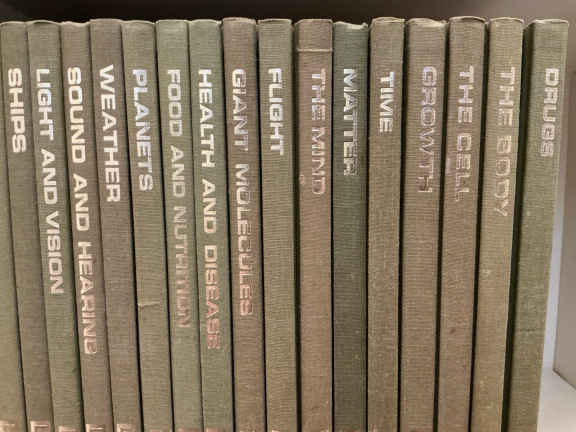 SHIPS
LIGHT AND VISION
SOUND AND HEARING
WEATHER
PLANETS
FOOD AND NUTRITION
HEALTH AND DISEASE
GIANT MOLECULES
FLIGHT
THE MIND
MATTER
TIME
GROWTH
THE CELL
THE BODY
DRUGS